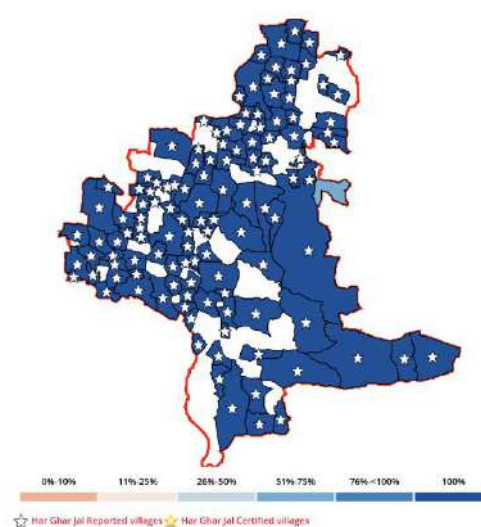 0%-10% 11%-25% 26%-50% 51%-75% 76%-<100% 100%
Har Ghar Jal Reported villages Har Ghar Jal Certified villages